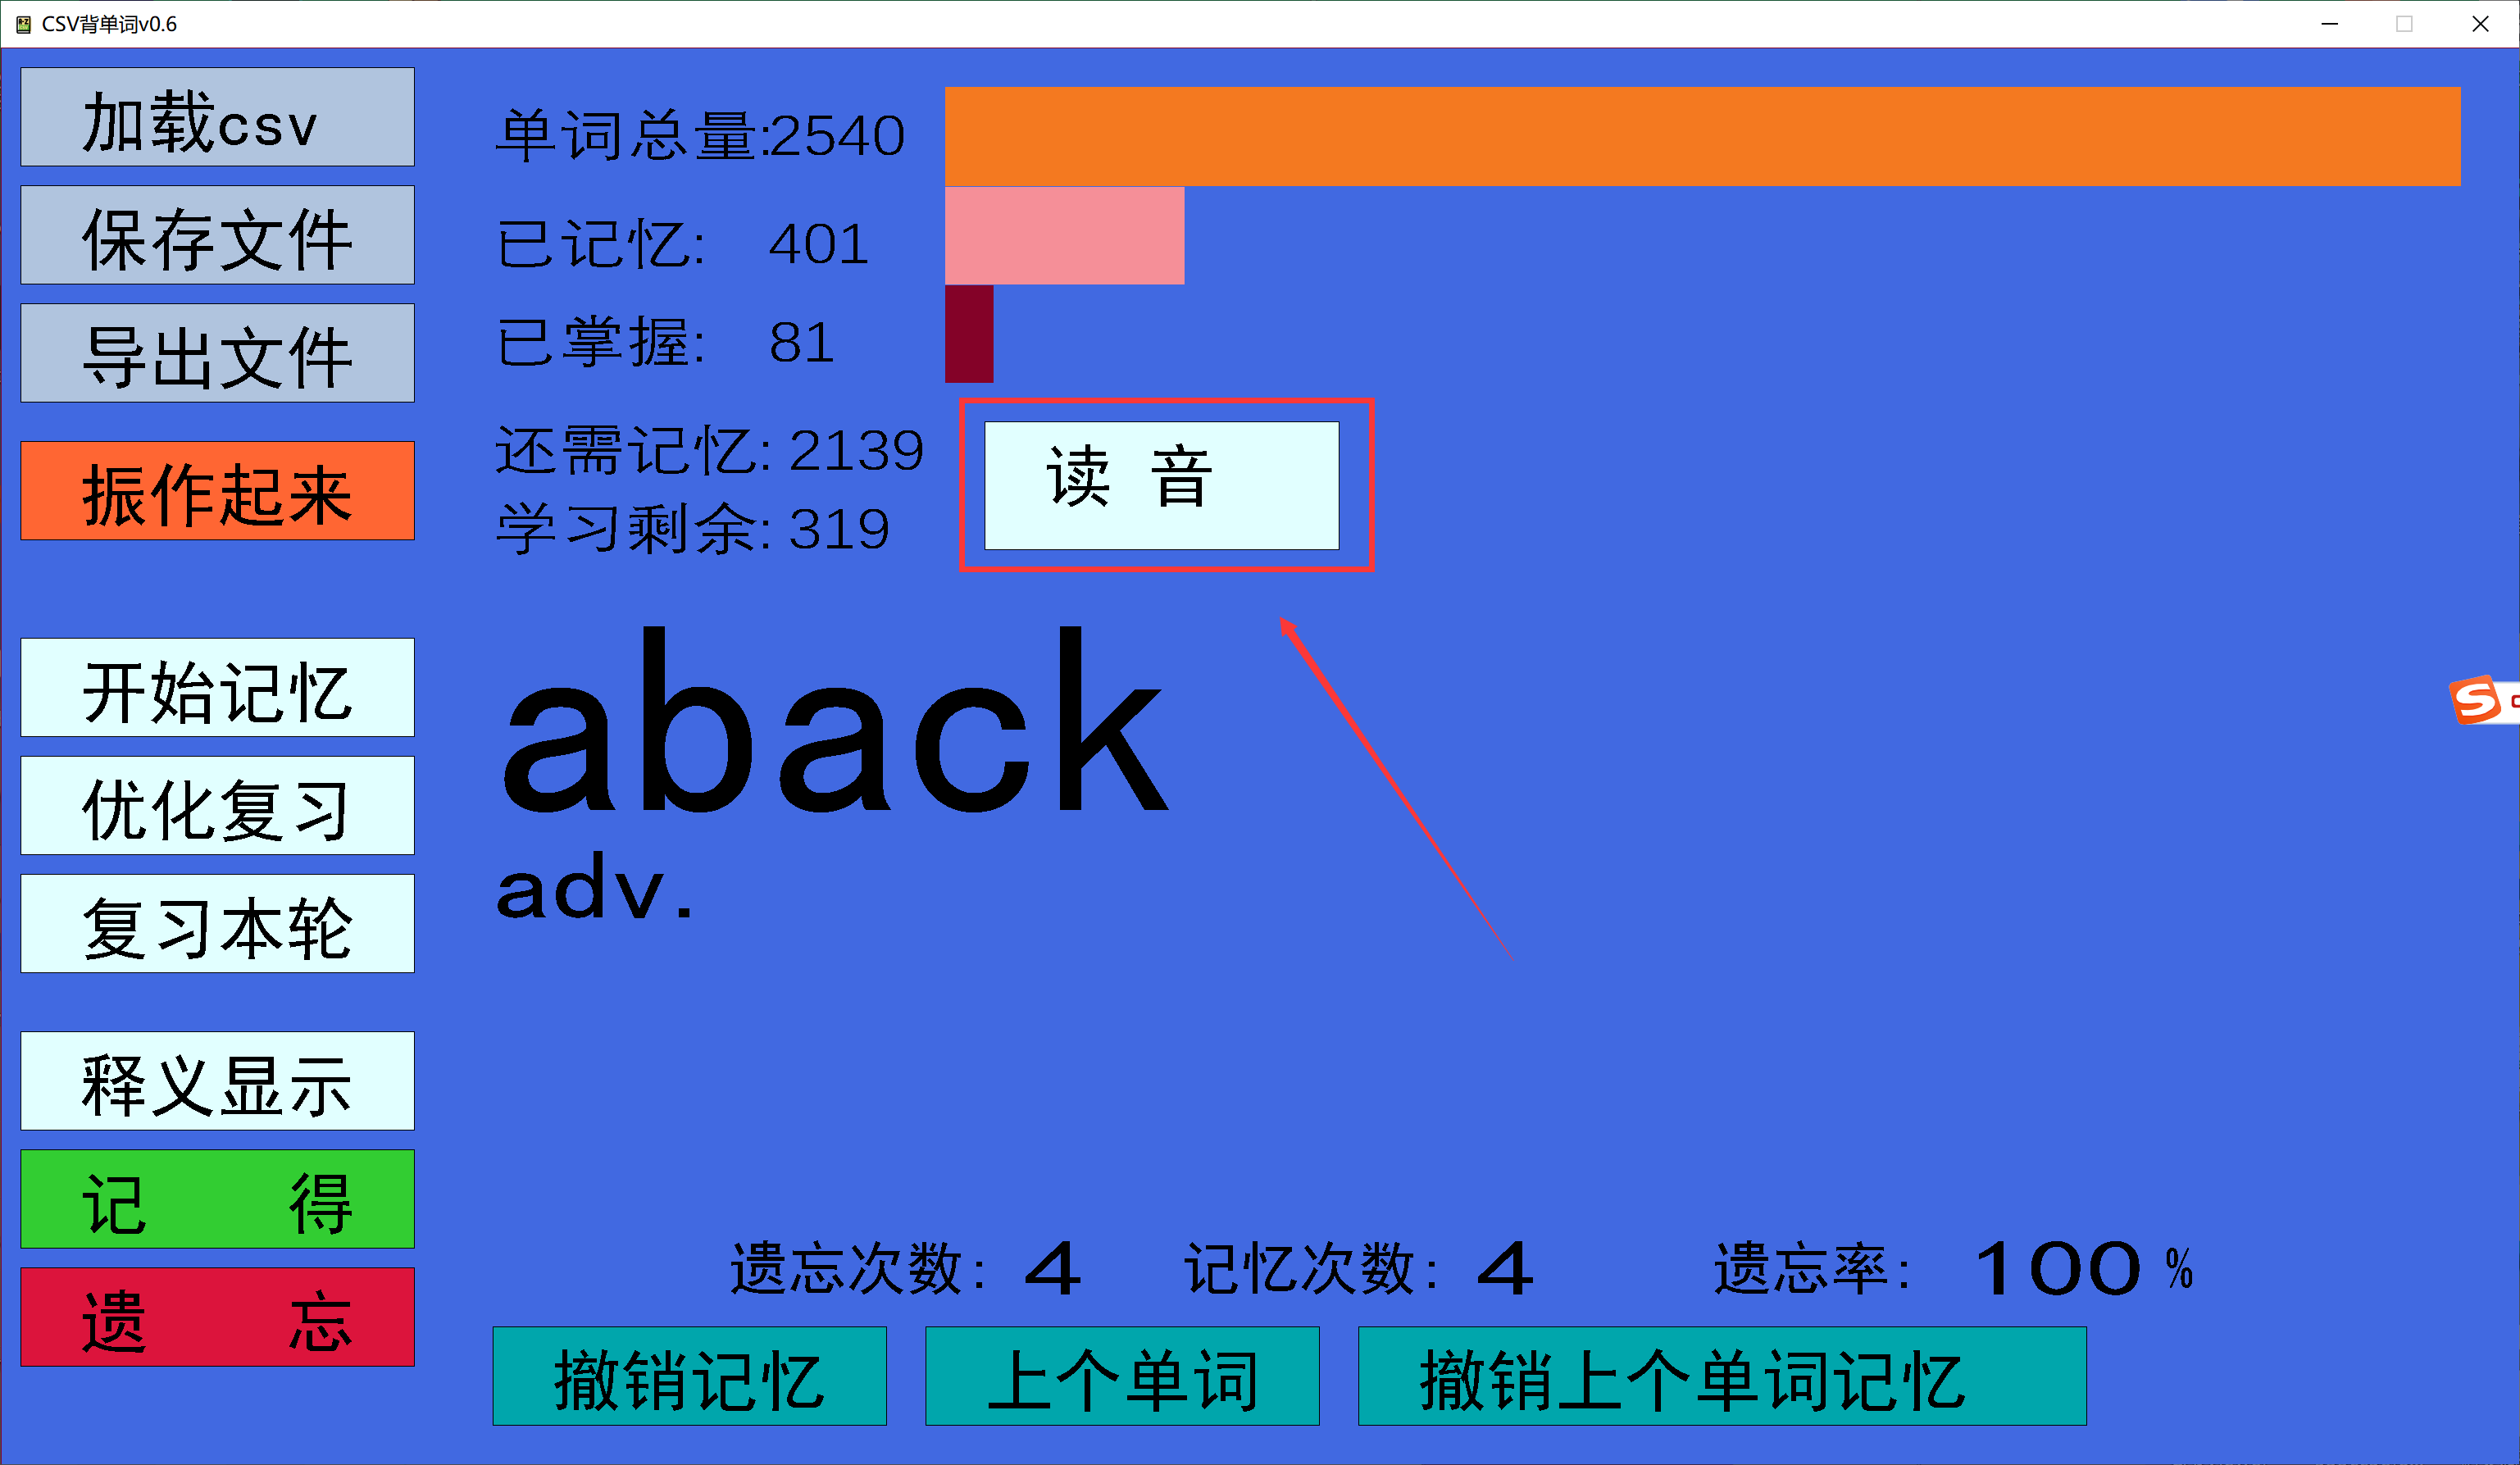 CSV背单词v0.6
加载csv
保存文件
导出文件
振作起来
开始记忆
优化复习
复习本轮
释义显示
记 得
遗 忘
单词总量:2540
已记忆: 401
已掌握: 81
还需记忆: 2139
学习剩余: 319
读 音
aback
adv.
遗忘次数: 4 记忆次数: 4 遗忘率: 100 %
撤销记忆 上个单词 撤销上个单词记忆